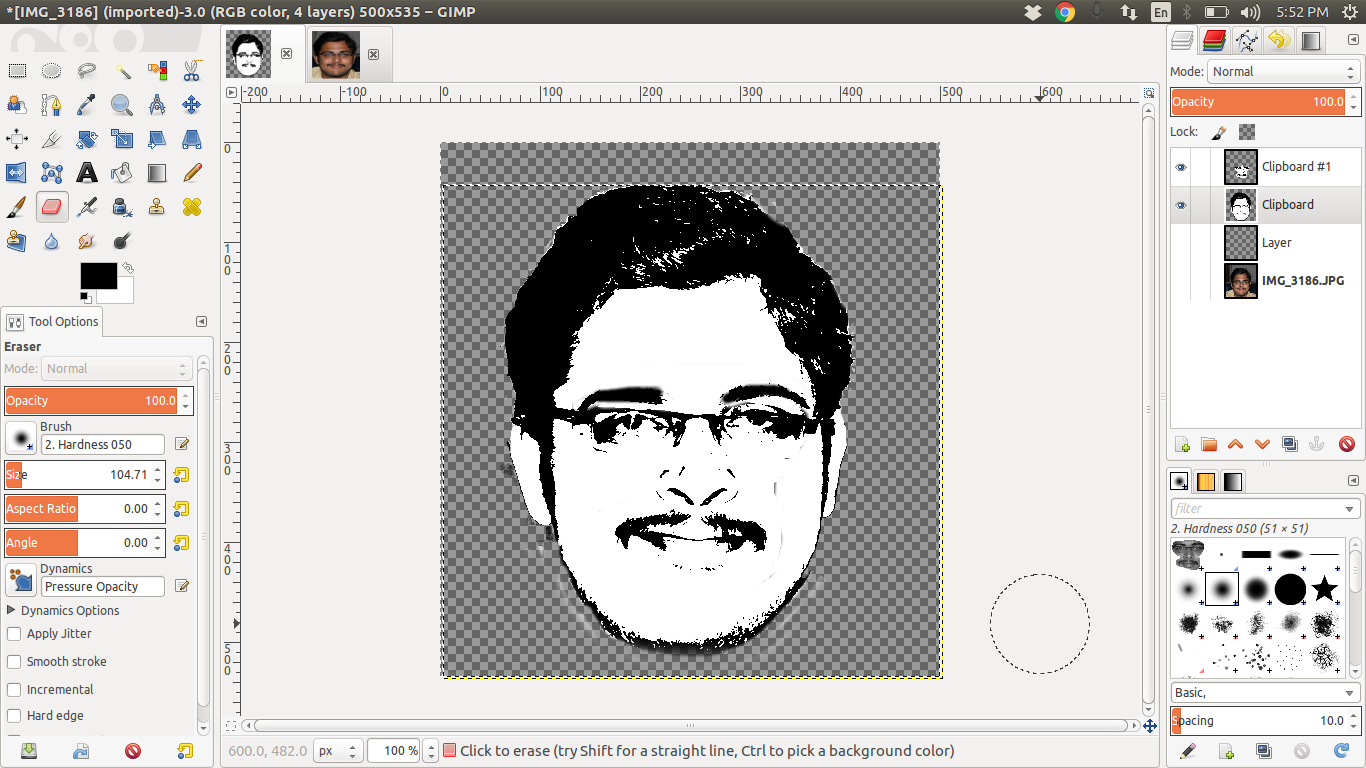 *[IMG_3186] (imported)-3.0 (RGB color, 4 layers) 500x535 – GIMP
En
5:52 PM
Tool Options
Eraser
Mode: Normal
Opacity 100.0
Brush
2. Hardness 050
Size 104.71
Aspect Ratio 0.00
Angle 0.00
Dynamics
Pressure Opacity
Dynamics Options
Apply Jitter
Smooth stroke
Incremental
Hard edge
-200 -100 0 100 200 300 400 500 600
0
100
200
300
400
500
600.0, 482.0 px 100 % Click to erase (try Shift for a straight line, Ctrl to pick a background color)
Mode: Normal
Opacity 100.0
Lock:
Clipboard #1
Clipboard
Layer
IMG_3186.JPG
filter
2. Hardness 050 (51 × 51)
Basic,
Spacing 10.0